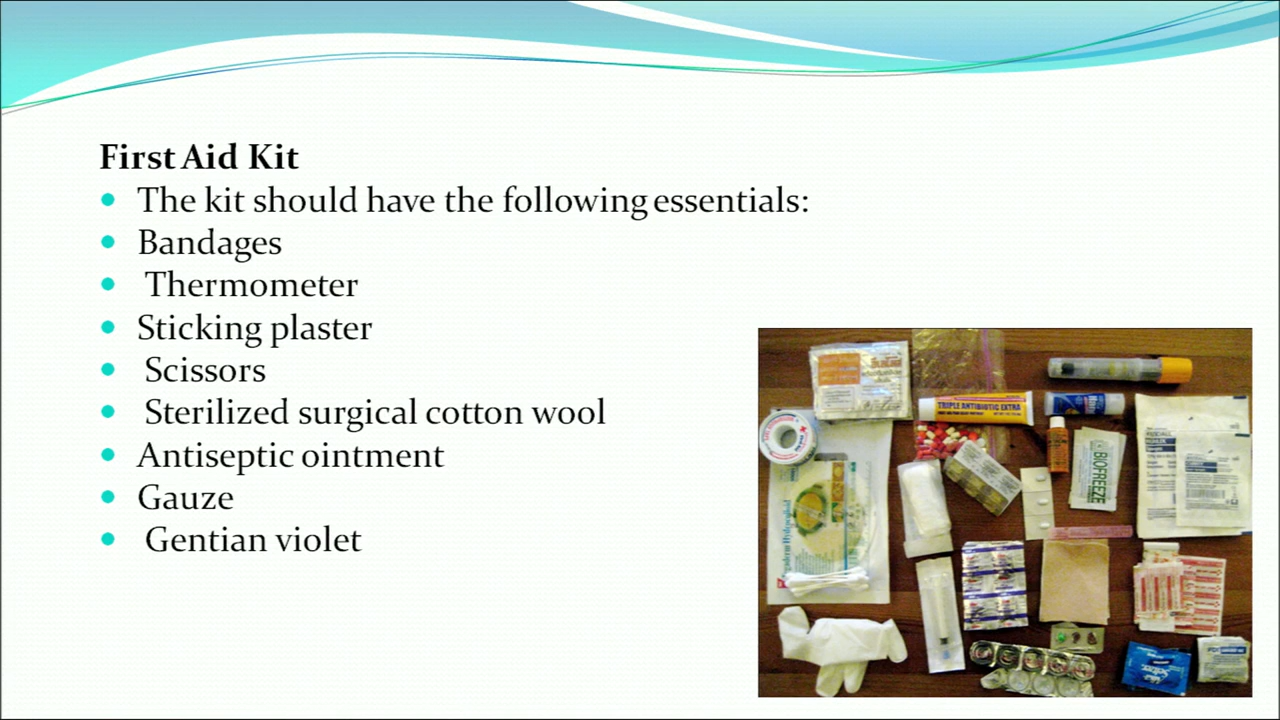 First Aid Kit
The kit should have the following essentials:
Bandages
Thermometer
Sticking plaster
Scissors
Sterilized surgical cotton wool
Antiseptic ointment
Gauze
Gentian violet
TRIPLE ANTIBIOTIC EXTRA
BIOFREEZE